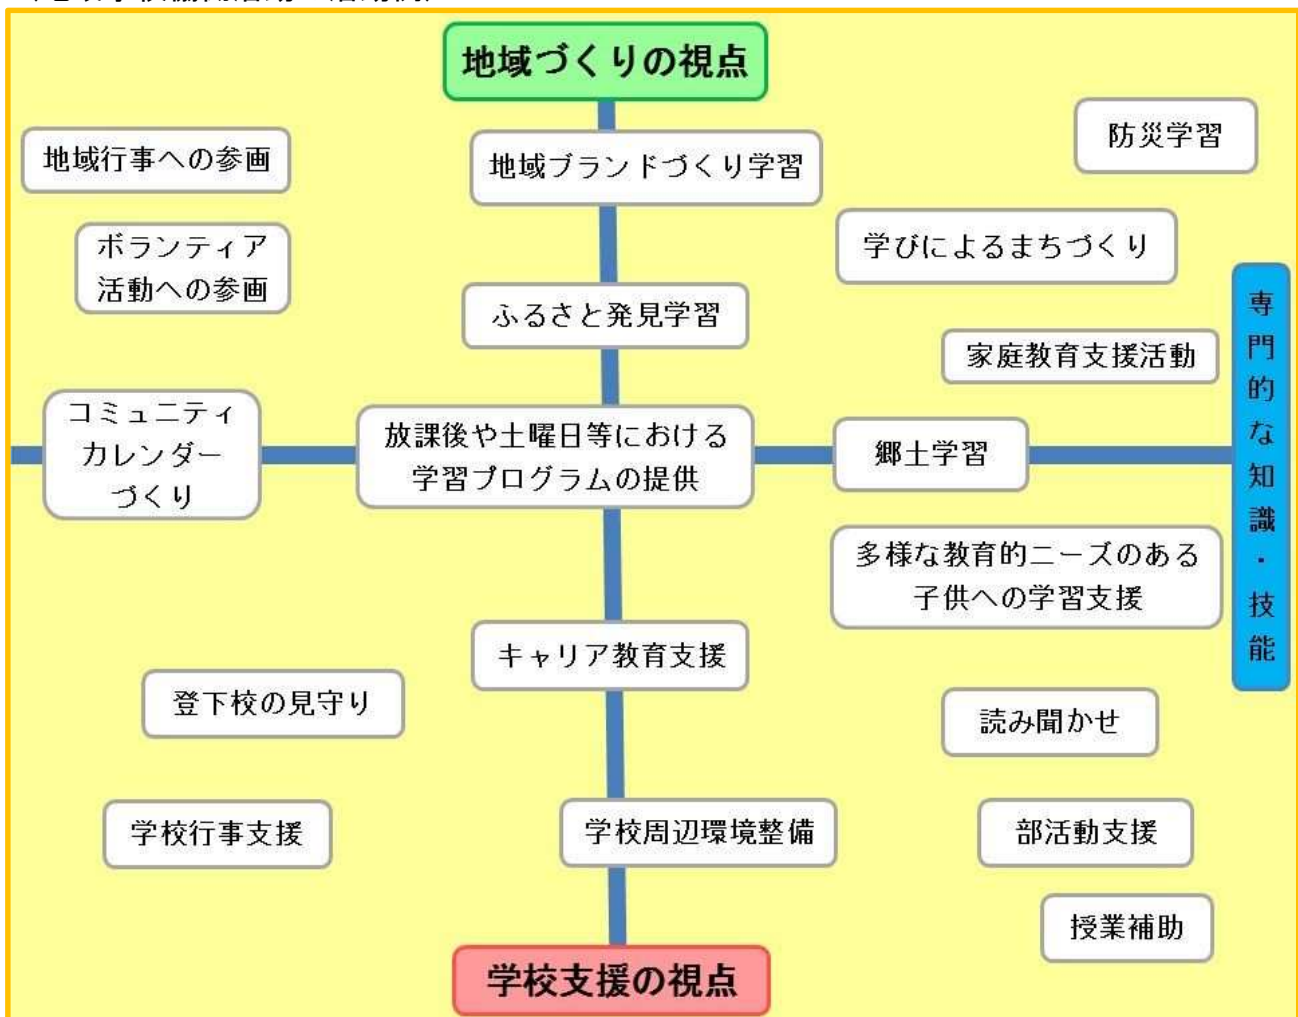 地域づくりの視点
防災学習
地域行事への参画
地域ブランドづくり学習
ボランティア
活動への参画
学びによるまちづくり
ふるさと発見学習
家庭教育支援活動
専門的な知識・技能
コミュニティ
カレンダー
づくり
放課後や土曜日等における
学習プログラムの提供
郷土学習
多様な教育的ニーズのある
子供への学習支援
キャリア教育支援
登下校の見守り
読み聞かせ
学校行事支援
学校周辺環境整備
部活動支援
授業補助
学校支援の視点